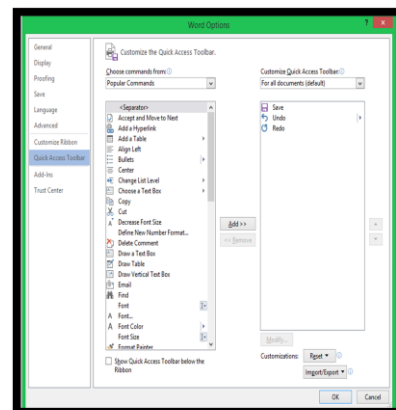 Word Options
? ×
General
Display
Proofing
Save
Language
Advanced
Customize Ribbon
Quick Access Toolbar
Add-Ins
Trust Center
Customize the Quick Access Toolbar.
Choose commands from:
Popular Commands
<Separator>
Accept and Move to Next
Add a Hyperlink
Add a Table
Align Left
Bullets
Center
Change List Level
Choose a Text Box
Copy
Cut
Decrease Font Size
Define New Number Format...
Delete Comment
Draw a Text Box
Draw Table
Draw Vertical Text Box
Email
Find
Font
Font...
Font Color
Font Size
Format Painter
Show Quick Access Toolbar below the
Ribbon
Add >>
<< Remove
Customize Quick Access Toolbar:
For all documents (default)
Save
Undo
Redo
Modify...
Customizations: Reset
Import/Export
OK Cancel